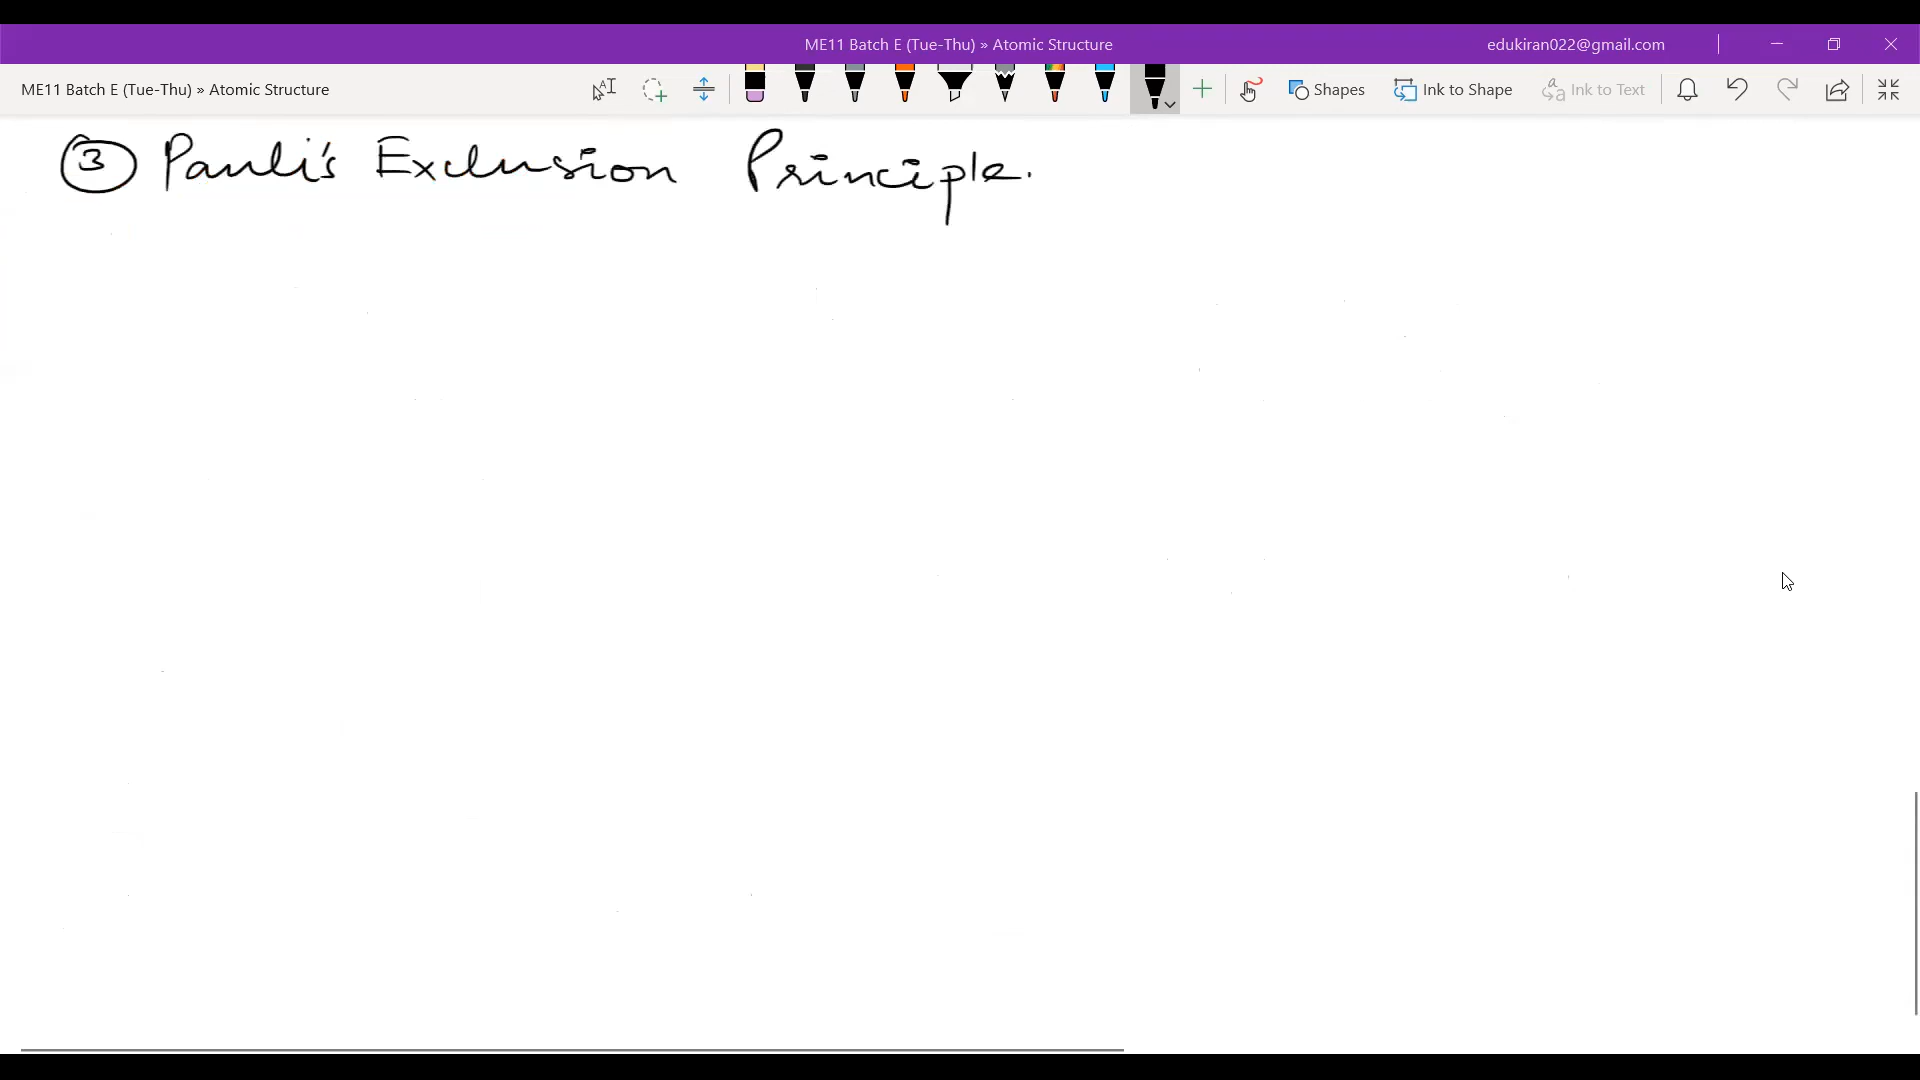 ME11 Batch E (Tue-Thu) » Atomic Structure
edukiran022@gmail.com
ME11 Batch E (Tue-Thu) » Atomic Structure
Shapes
Ink to Shape
Ink to Text
③ Pauli's Exclusion Principle.